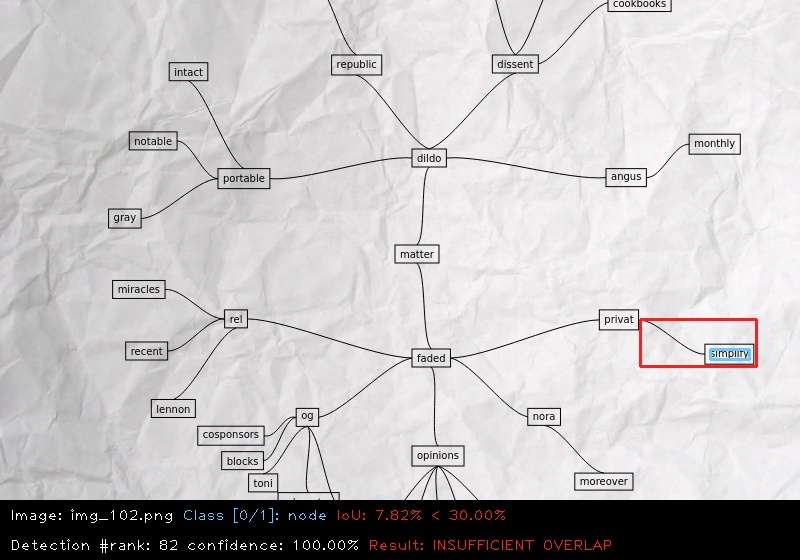 cookbooks
republic
dissent
intact
notable
monthly
dildo
angus
portable
gray
matter
miracles
rel
privat
recent
faded
simplify
lennon
og
nora
cosponsors
opinions
blocks
toni
moreover
Image: img_102.png Class [0/1]: node IoU: 7.82% < 30.00%
Detection #rank: 82 confidence: 100.00% Result: INSUFFICIENT OVERLAP